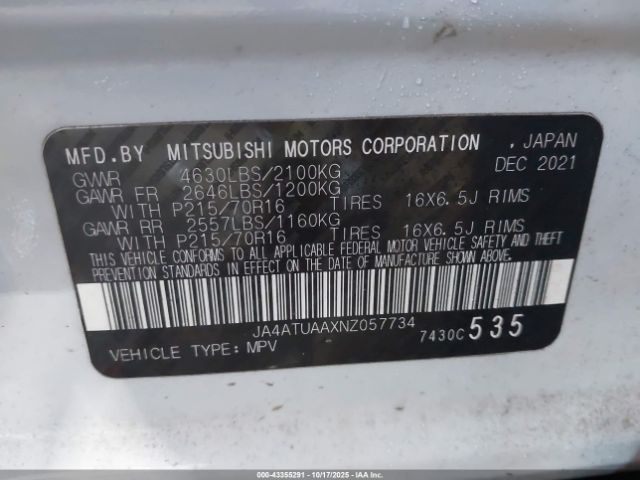 MFD.BY MITSUBISHI MOTORS CORPORATION , JAPAN
GVWR 4630LBS/2100KG DEC 2021
GAWR FR 2646LBS/1200KG
WITH P215/70R16 TIRES 16X6.5J RIMS
GAWR RR 2557LBS/1160KG
WITH P215/70R16 TIRES 16X6.5J RIMS
THIS VEHICLE CONFORMS TO ALL APPLICABLE FEDERAL MOTOR VEHICLE SAFETY AND THEFT
PREVENTION STANDARDS IN EFFECT ON THE DATE OF MANUFACTURE SHOWN ABOVE.
JA4ATUAAXNZ057734
VEHICLE TYPE: MPV 7430C 535
000-43355291 - 10/17/2025 - IAAI.COM